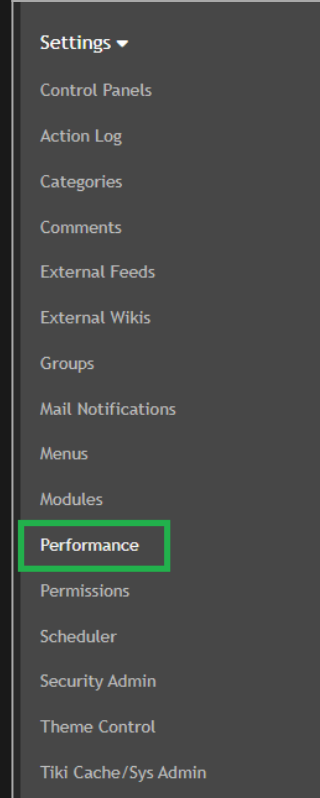 Settings
Control Panels
Action Log
Categories
Comments
External Feeds
External Wikis
Groups
Mail Notifications
Menus
Modules
Performance
Permissions
Scheduler
Security Admin
Theme Control
Tiki Cache/Sys Admin